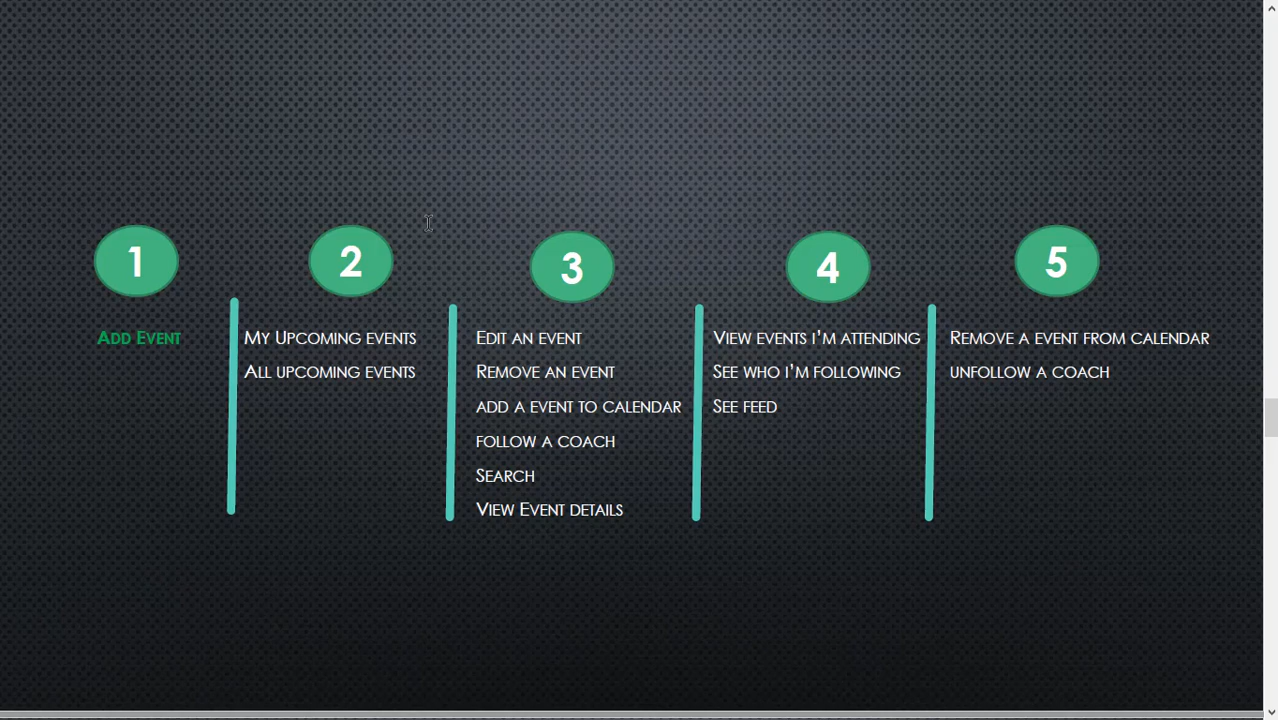 1
Add Event
2
My Upcoming events
All upcoming events
3
Edit an event
Remove an event
add a event to calendar
follow a coach
Search
View Event details
4
View events I'm attending
See who I'm following
See feed
5
Remove a event from calendar
unfollow a coach